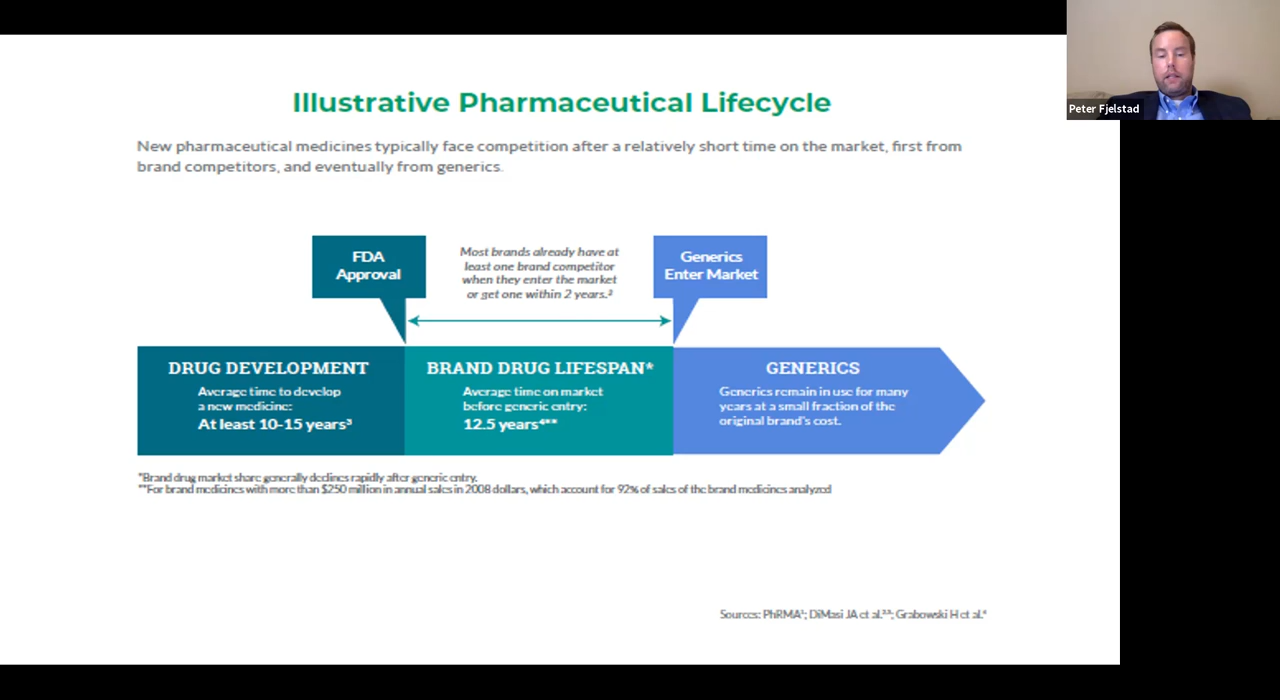 Peter Fjelstad
Illustrative Pharmaceutical Lifecycle
New pharmaceutical medicines typically face competition after a relatively short time on the market, first from
brand competitors, and eventually from generics.
FDA
Approval
Most brands already have at
least one brand competitor
when they enter the market
or get one within 2 years.²
Generics
Enter Market
DRUG DEVELOPMENT
Average time to develop
a new medicine:
At least 10-15 years³
BRAND DRUG LIFESPAN*
Average time on market
before generic entry:
12.5 years⁴**
GENERICS
Generics remain in use for many
years at a small fraction of the
original brand's cost.
*Brand drug market share generally declines rapidly after generic entry.
**For brand medicines with more than $250 million in annual sales in 2008 dollars, which account for 92% of sales of the brand medicines analyzed
Sources: PhRMA¹; DiMasi JA et al.²³; Grabowski H et al.⁴